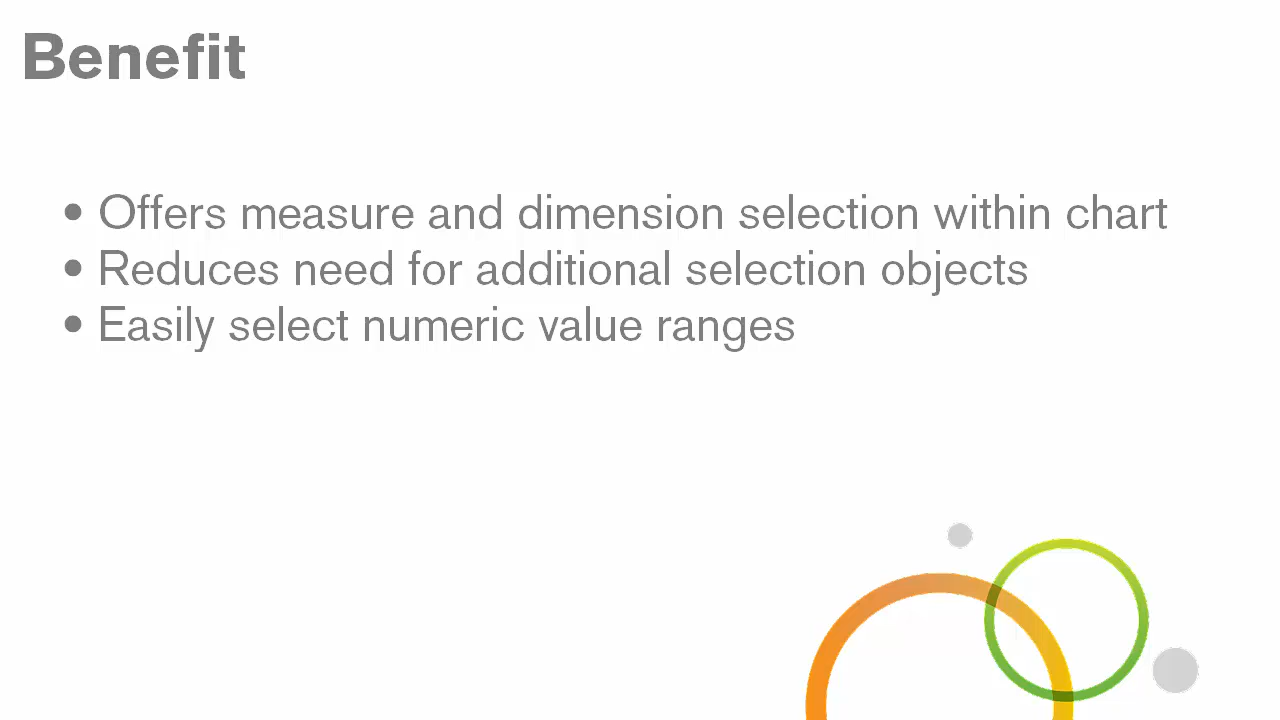 Benefit
• Offers measure and dimension selection within chart
• Reduces need for additional selection objects
• Easily select numeric value ranges